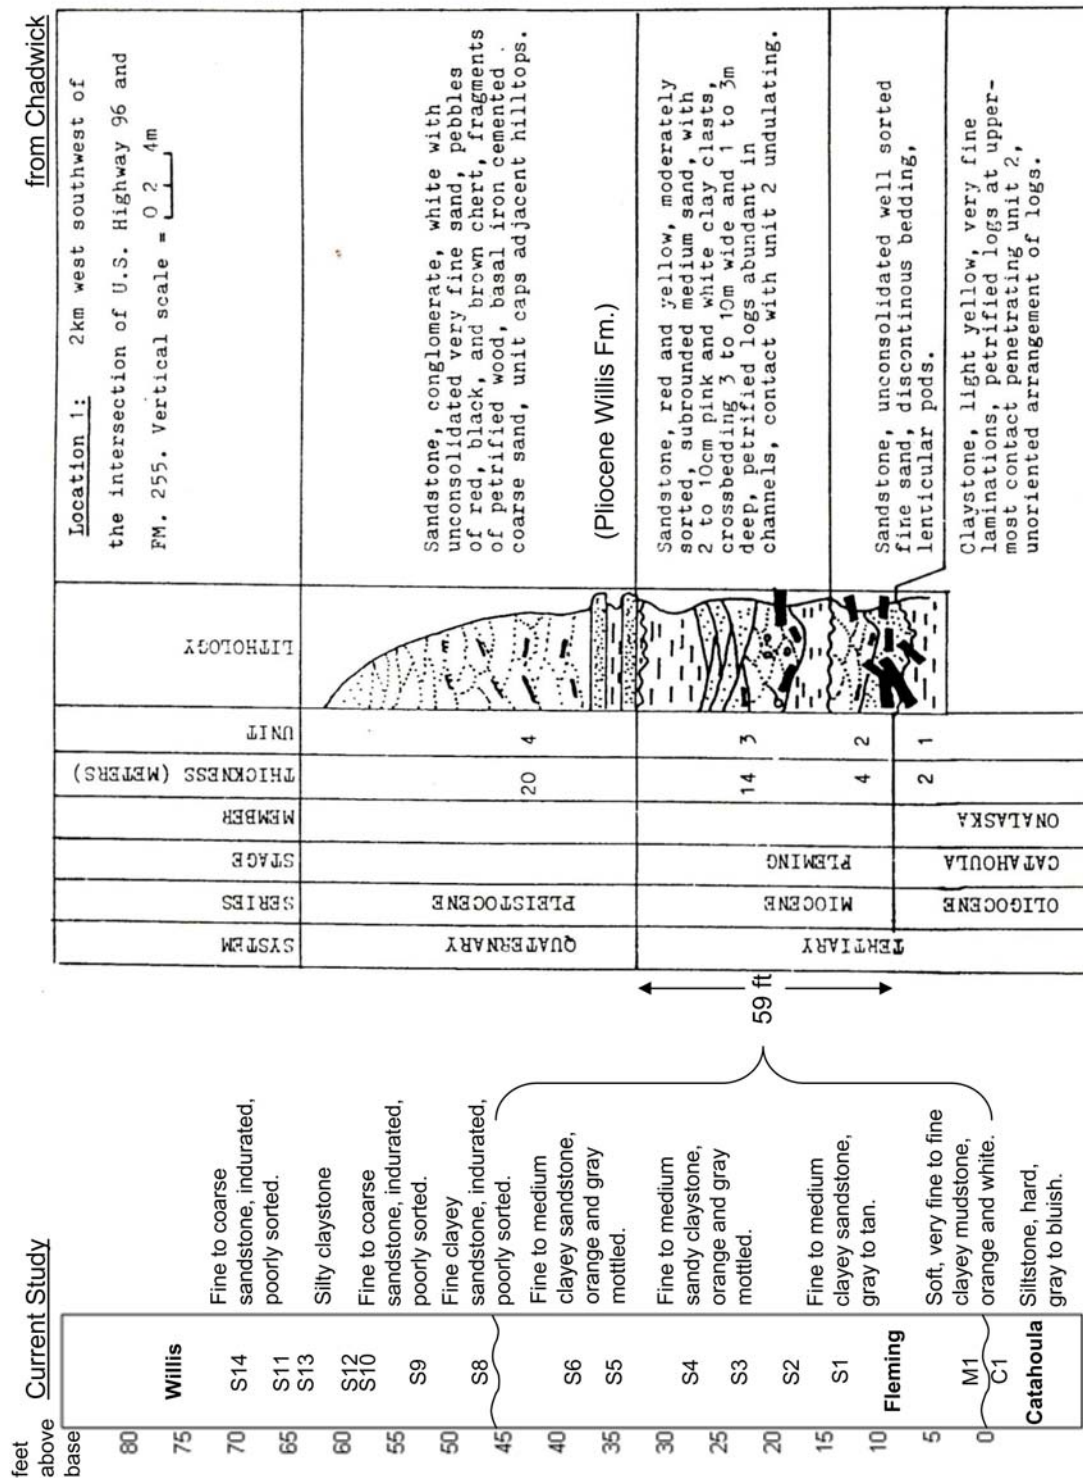 feet
above
base
Current Study
80
75
70
65
60
55
50
45
40
35
30
25
20
15
10
5
0
Willis
S14
S11
S13
S12
S10
S9
S8
S6
S5
S4
S3
S2
S1
Fleming
M1
C1
Catahoula
Fine to coarse
sandstone, indurated,
poorly sorted.
Silty claystone
Fine to coarse
sandstone, indurated,
poorly sorted.
Fine clayey
sandstone, indurated,
poorly sorted.
Fine to medium
clayey sandstone,
orange and gray
mottled.
Fine to medium
sandy claystone,
orange and gray
mottled.
Fine to medium
clayey sandstone,
gray to tan.
Soft, very fine to fine
clayey mudstone,
orange and white.
Siltstone, hard,
gray to bluish.
59 ft
from Chadwick
SYSTEM
SERIES
STAGE
MEMBER
THICKNESS (METERS)
UNIT
LITHOLOGY
Location 1: 2km west southwest of
the intersection of U.S. Highway 96 and
FM. 255. Vertical scale = 0 2 4m
QUATERNARY
PLEISTOCENE
20
4
Sandstone, conglomerate, white with
unconsolidated very fine sand, pebbles
of red, black, and brown chert, fragments
of petrified wood, basal iron cemented
coarse sand, unit caps adjacent hilltops.
(Pliocene Willis Fm.)
TERTIARY
MIOCENE
FLEMING
14
3
Sandstone, red and yellow, moderately
sorted, subrounded medium sand, with
2 to 10cm pink and white clay clasts,
crossbedding 3 to 10m wide and 1 to 3m
deep, petrified logs abundant in
channels, contact with unit 2 undulating.
4
2
Sandstone, unconsolidated well sorted
fine sand, discontinous bedding,
lenticular pods.
OLIGOCENE
CATAHOULA
ONALASKA
2
1
Claystone, light yellow, very fine
laminations, petrified logs at upper-
most contact penetrating unit 2,
unoriented arrangement of logs.